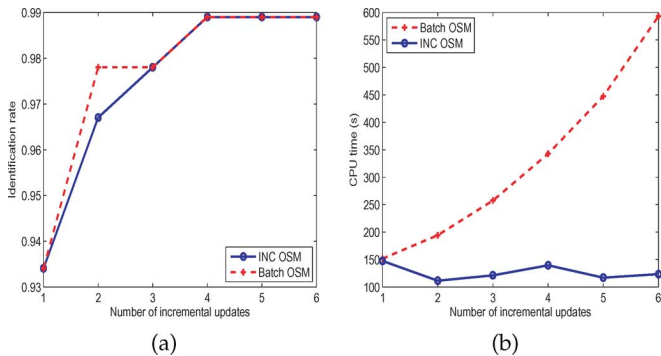 0.99
0.98
0.97
0.96
0.95
0.94
0.93
Identification rate
INC OSM
Batch OSM
1 2 3 4 5 6
Number of incremental updates
(a)
600
550
500
450
400
350
300
250
200
150
100
CPU time (s)
Batch OSM
INC OSM
1 2 3 4 5 6
Number of incremental updates
(b)